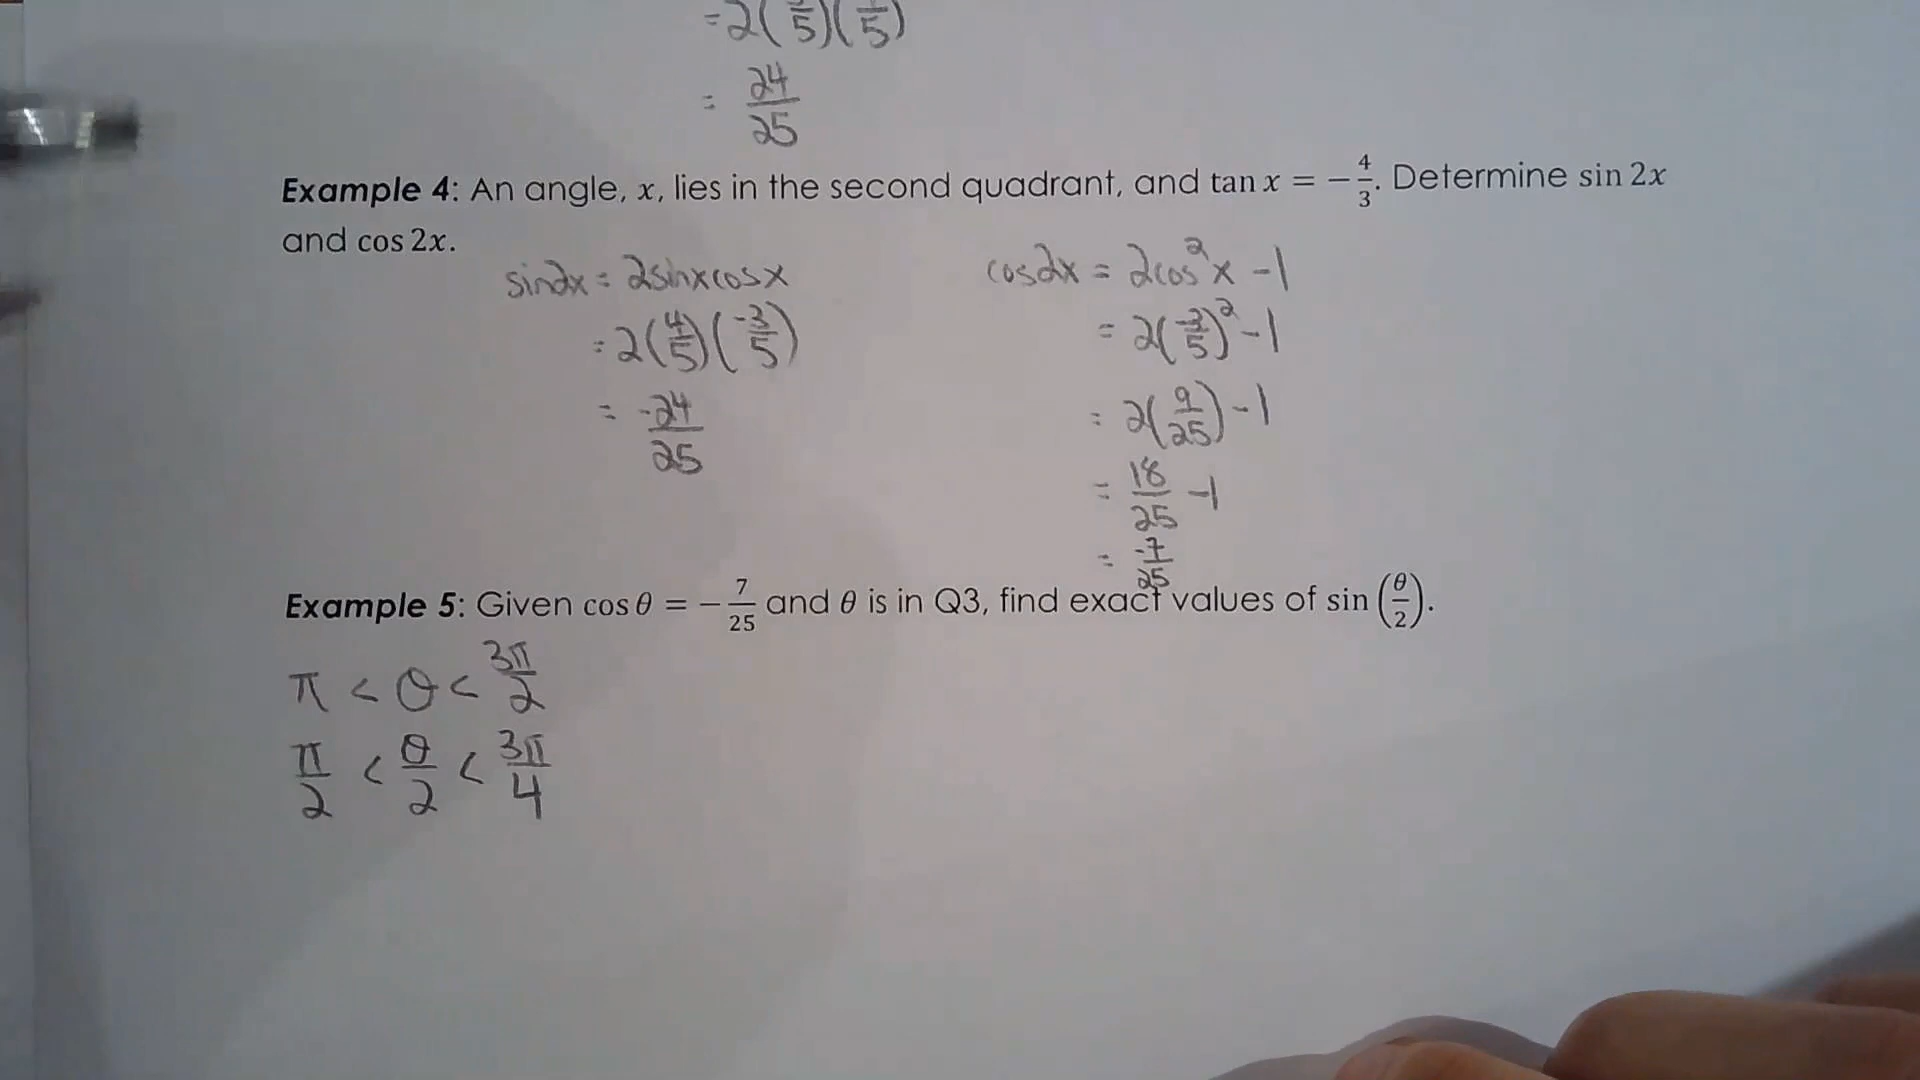 =2(/5)(/5)
= 24/25
Example 4: An angle, x, lies in the second quadrant, and tan x = −4/3. Determine sin 2x
and cos 2x.
sin2x = 2sinxcosx
= 2(4/5)(-3/5)
= -24/25
cos2x = 2cos²x -1
= 2(-3/5)² -1
= 2(9/25) -1
= 18/25 -1
= -7/25
Example 5: Given cos θ = −7/25 and θ is in Q3, find exact values of sin (θ/2).
π < θ < 3π/2
π/2 < θ/2 < 3π/4